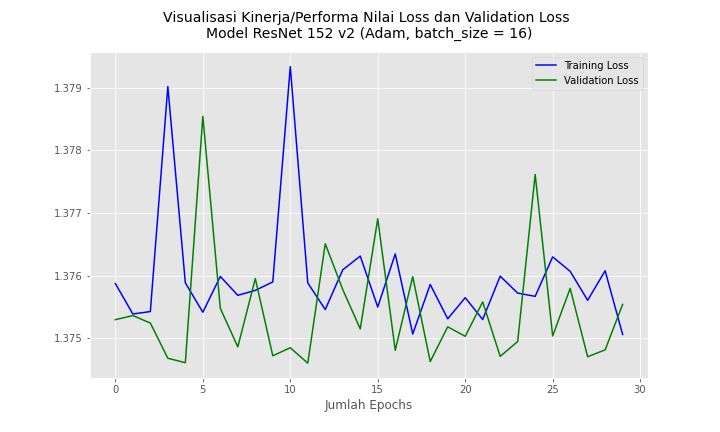 Visualisasi Kinerja/Performa Nilai Loss dan Validation Loss
Model ResNet 152 v2 (Adam, batch_size = 16)
Training Loss
Validation Loss
1.379
1.378
1.377
1.376
1.375
0 5 10 15 20 25 30
Jumlah Epochs